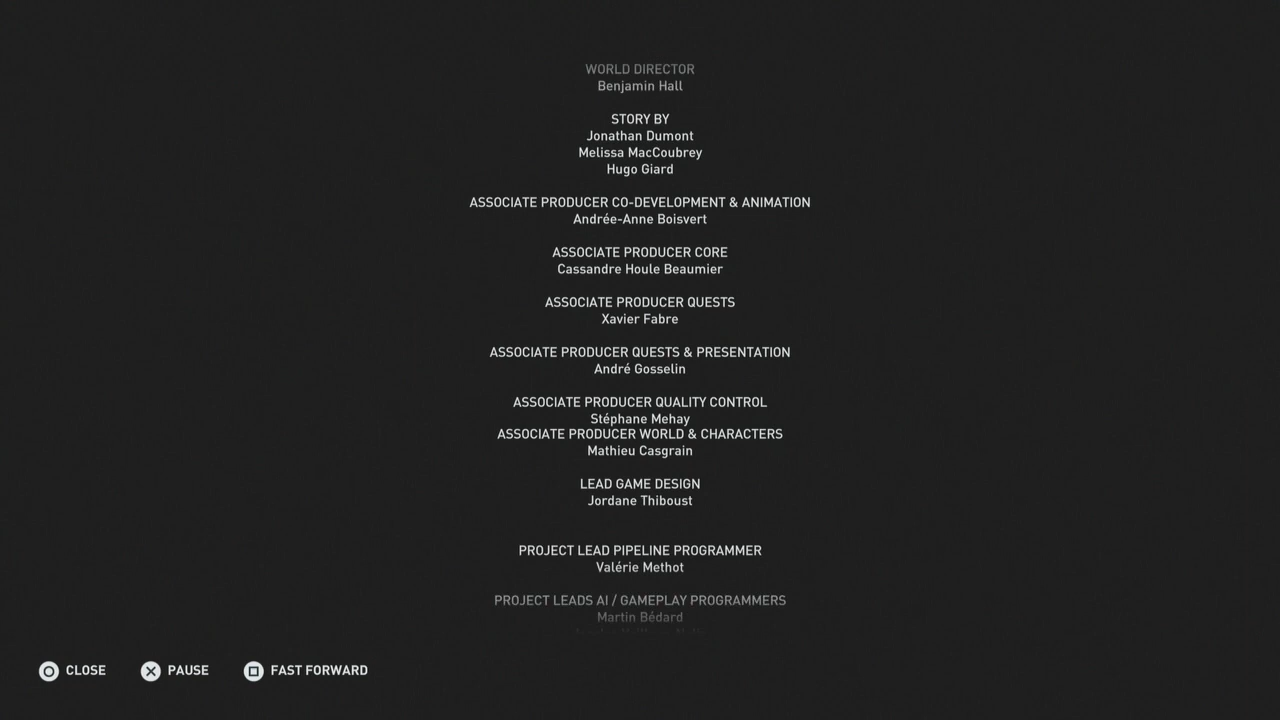 WORLD DIRECTOR
Benjamin Hall
STORY BY
Jonathan Dumont
Melissa MacCoubrey
Hugo Giard
ASSOCIATE PRODUCER CO-DEVELOPMENT & ANIMATION
Andrée-Anne Boisvert
ASSOCIATE PRODUCER CORE
Cassandre Houle Beaumier
ASSOCIATE PRODUCER QUESTS
Xavier Fabre
ASSOCIATE PRODUCER QUESTS & PRESENTATION
André Gosselin
ASSOCIATE PRODUCER QUALITY CONTROL
Stéphane Mehay
ASSOCIATE PRODUCER WORLD & CHARACTERS
Mathieu Casgrain
LEAD GAME DESIGN
Jordane Thiboust
PROJECT LEAD PIPELINE PROGRAMMER
Valérie Methot
PROJECT LEADS AI / GAMEPLAY PROGRAMMERS
Martin Bédard
CLOSE PAUSE FAST FORWARD